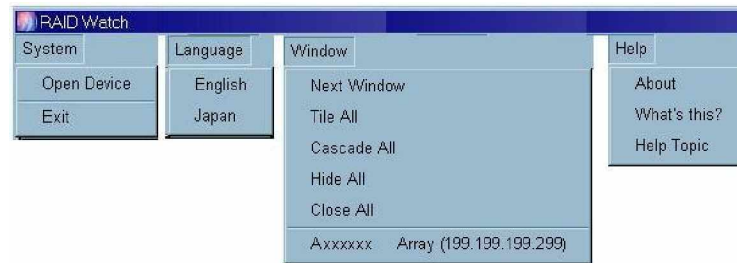 RAID Watch
System
Open Device
Exit
Language
English
Japan
Window
Next Window
Tile All
Cascade All
Hide All
Close All
Axxxxxx Array (199.199.199.299)
Help
About
What's this?
Help Topic